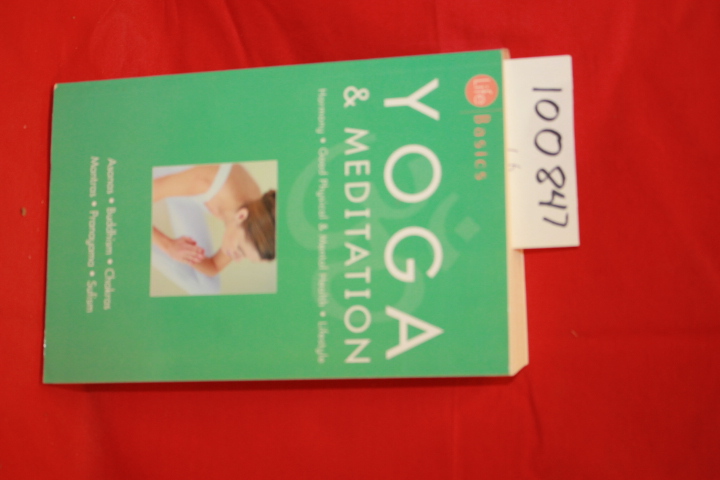 Life Basics
YOGA
& MEDITATION
Harmony • Good Physical & Mental Health • Lifestyle
Asanas • Buddhism • Chakras
Mantras • Pranayama • Sufism
100847